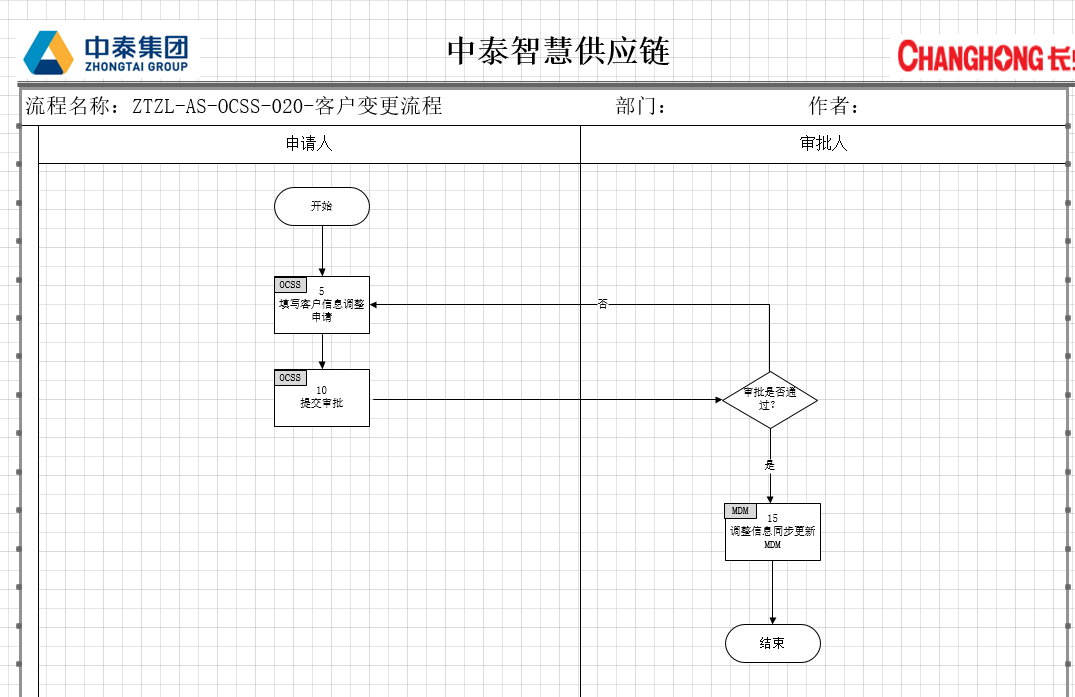 中泰集团
ZHONGTAI GROUP
中泰智慧供应链
CHANGHONG 长
流程名称：ZTZL-AS-OCSS-020-客户变更流程
部门：
作者：
申请人
审批人
开始
OCSS
5
填写客户信息调整
申请
否
OCSS
10
提交审批
审批是否通
过?
是
MDM
15
调整信息同步更新
MDM
结束